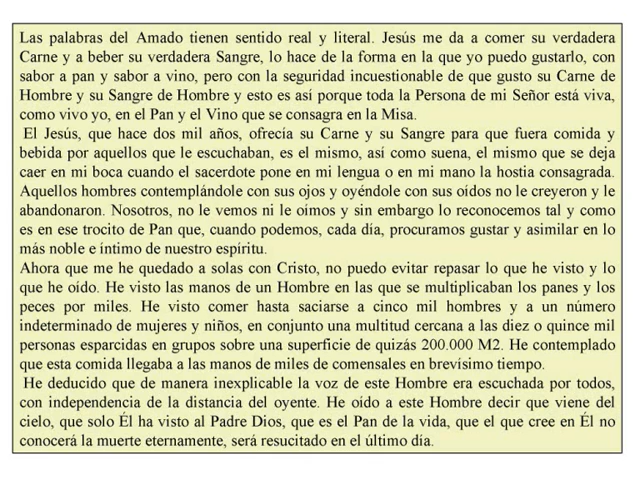 Las palabras del Amado tienen sentido real y literal. Jesús me da a comer su verdadera
Carne y a beber su verdadera Sangre, lo hace de la forma en la que yo puedo gustarlo, con
sabor a pan y sabor a vino, pero con la seguridad incuestionable de que gusto su Carne de
Hombre y su Sangre de Hombre y esto es así porque toda la Persona de mi Señor está viva,
como vivo yo, en el Pan y el Vino que se consagra en la Misa.
El Jesús, que hace dos mil años, ofrecía su Carne y su Sangre para que fuera comida y
bebida por aquellos que le escuchaban, es el mismo, así como suena, el mismo que se deja
caer en mi boca cuando el sacerdote pone en mi lengua o en mi mano la hostia consagrada.
Aquellos hombres contemplándole con sus ojos y oyéndole con sus oídos no le creyeron y le
abandonaron. Nosotros, no le vemos ni le oímos y sin embargo lo reconocemos tal y como
es en ese trocito de Pan que, cuando podemos, cada día, procuramos gustar y asimilar en lo
más noble e íntimo de nuestro espíritu.
Ahora que me he quedado a solas con Cristo, no puedo evitar repasar lo que he visto y lo
que he oído. He visto las manos de un Hombre en las que se multiplicaban los panes y los
peces por miles. He visto comer hasta saciarse a cinco mil hombres y a un número
indeterminado de mujeres y niños, en conjunto una multitud cercana a las diez o quince mil
personas esparcidas en grupos sobre una superficie de quizás 200.000 M2. He contemplado
que esta comida llegaba a las manos de miles de comensales en brevísimo tiempo.
He deducido que de manera inexplicable la voz de este Hombre era escuchada por todos,
con independencia de la distancia del oyente. He oído a este Hombre decir que viene del
cielo, que solo Él ha visto al Padre Dios, que es el Pan de la vida, que el que cree en Él no
conocerá la muerte eternamente, será resucitado en el último día.